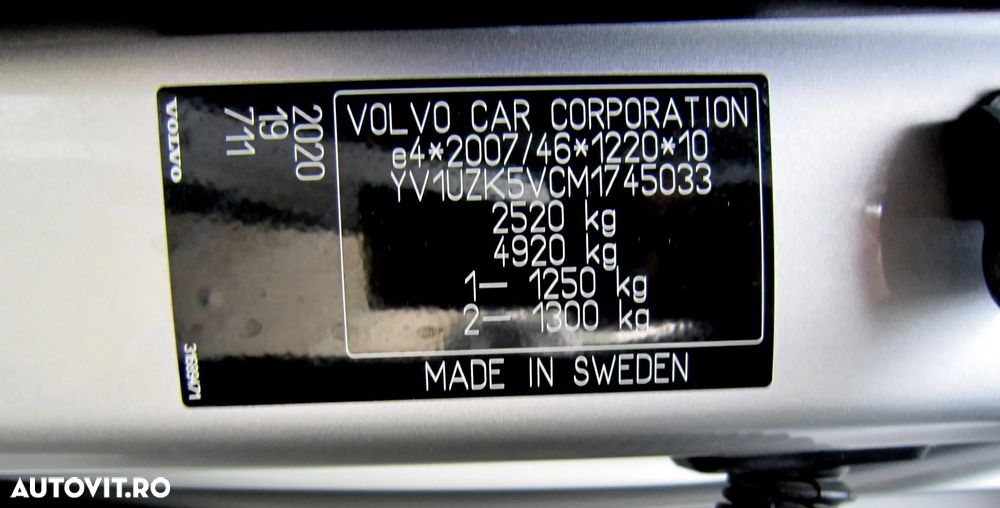 VOLVO
2020
19
711
VOLVO CAR CORPORATION
e4*2007/46*1220*10
YV1UZK5VCM1745033
2520 kg
4920 kg
1— 1250 kg
2— 1300 kg
MADE IN SWEDEN
AUTOVIT.RO